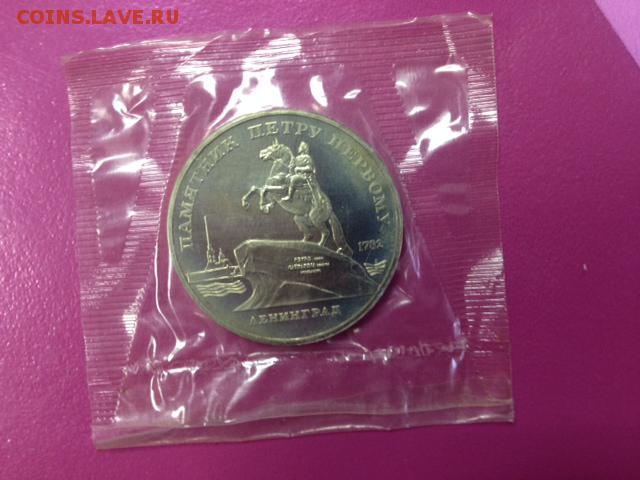 COINS.LAVE.RU
ПАМЯТНИК ПЕТРУ ПЕРВОМУ
1782
ЛЕНИНГРАД